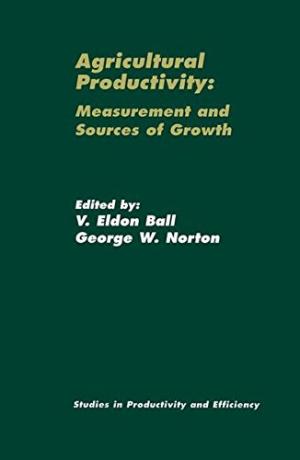 Agricultural
Productivity:
Measurement and
Sources of Growth
Edited by:
V. Eldon Ball
George W. Norton
Studies in Productivity and Efficiency